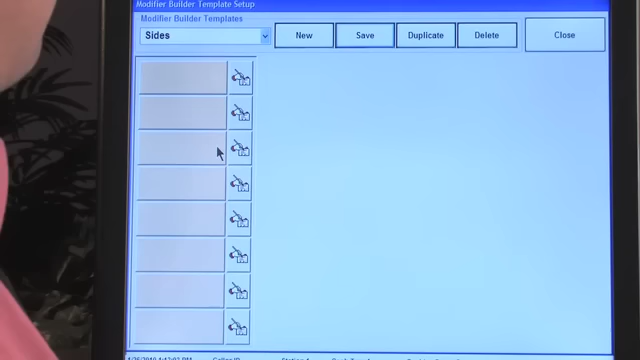 Modifier Builder Template Setup
Modifier Builder Templates
Sides
New
Save
Duplicate
Delete
Close